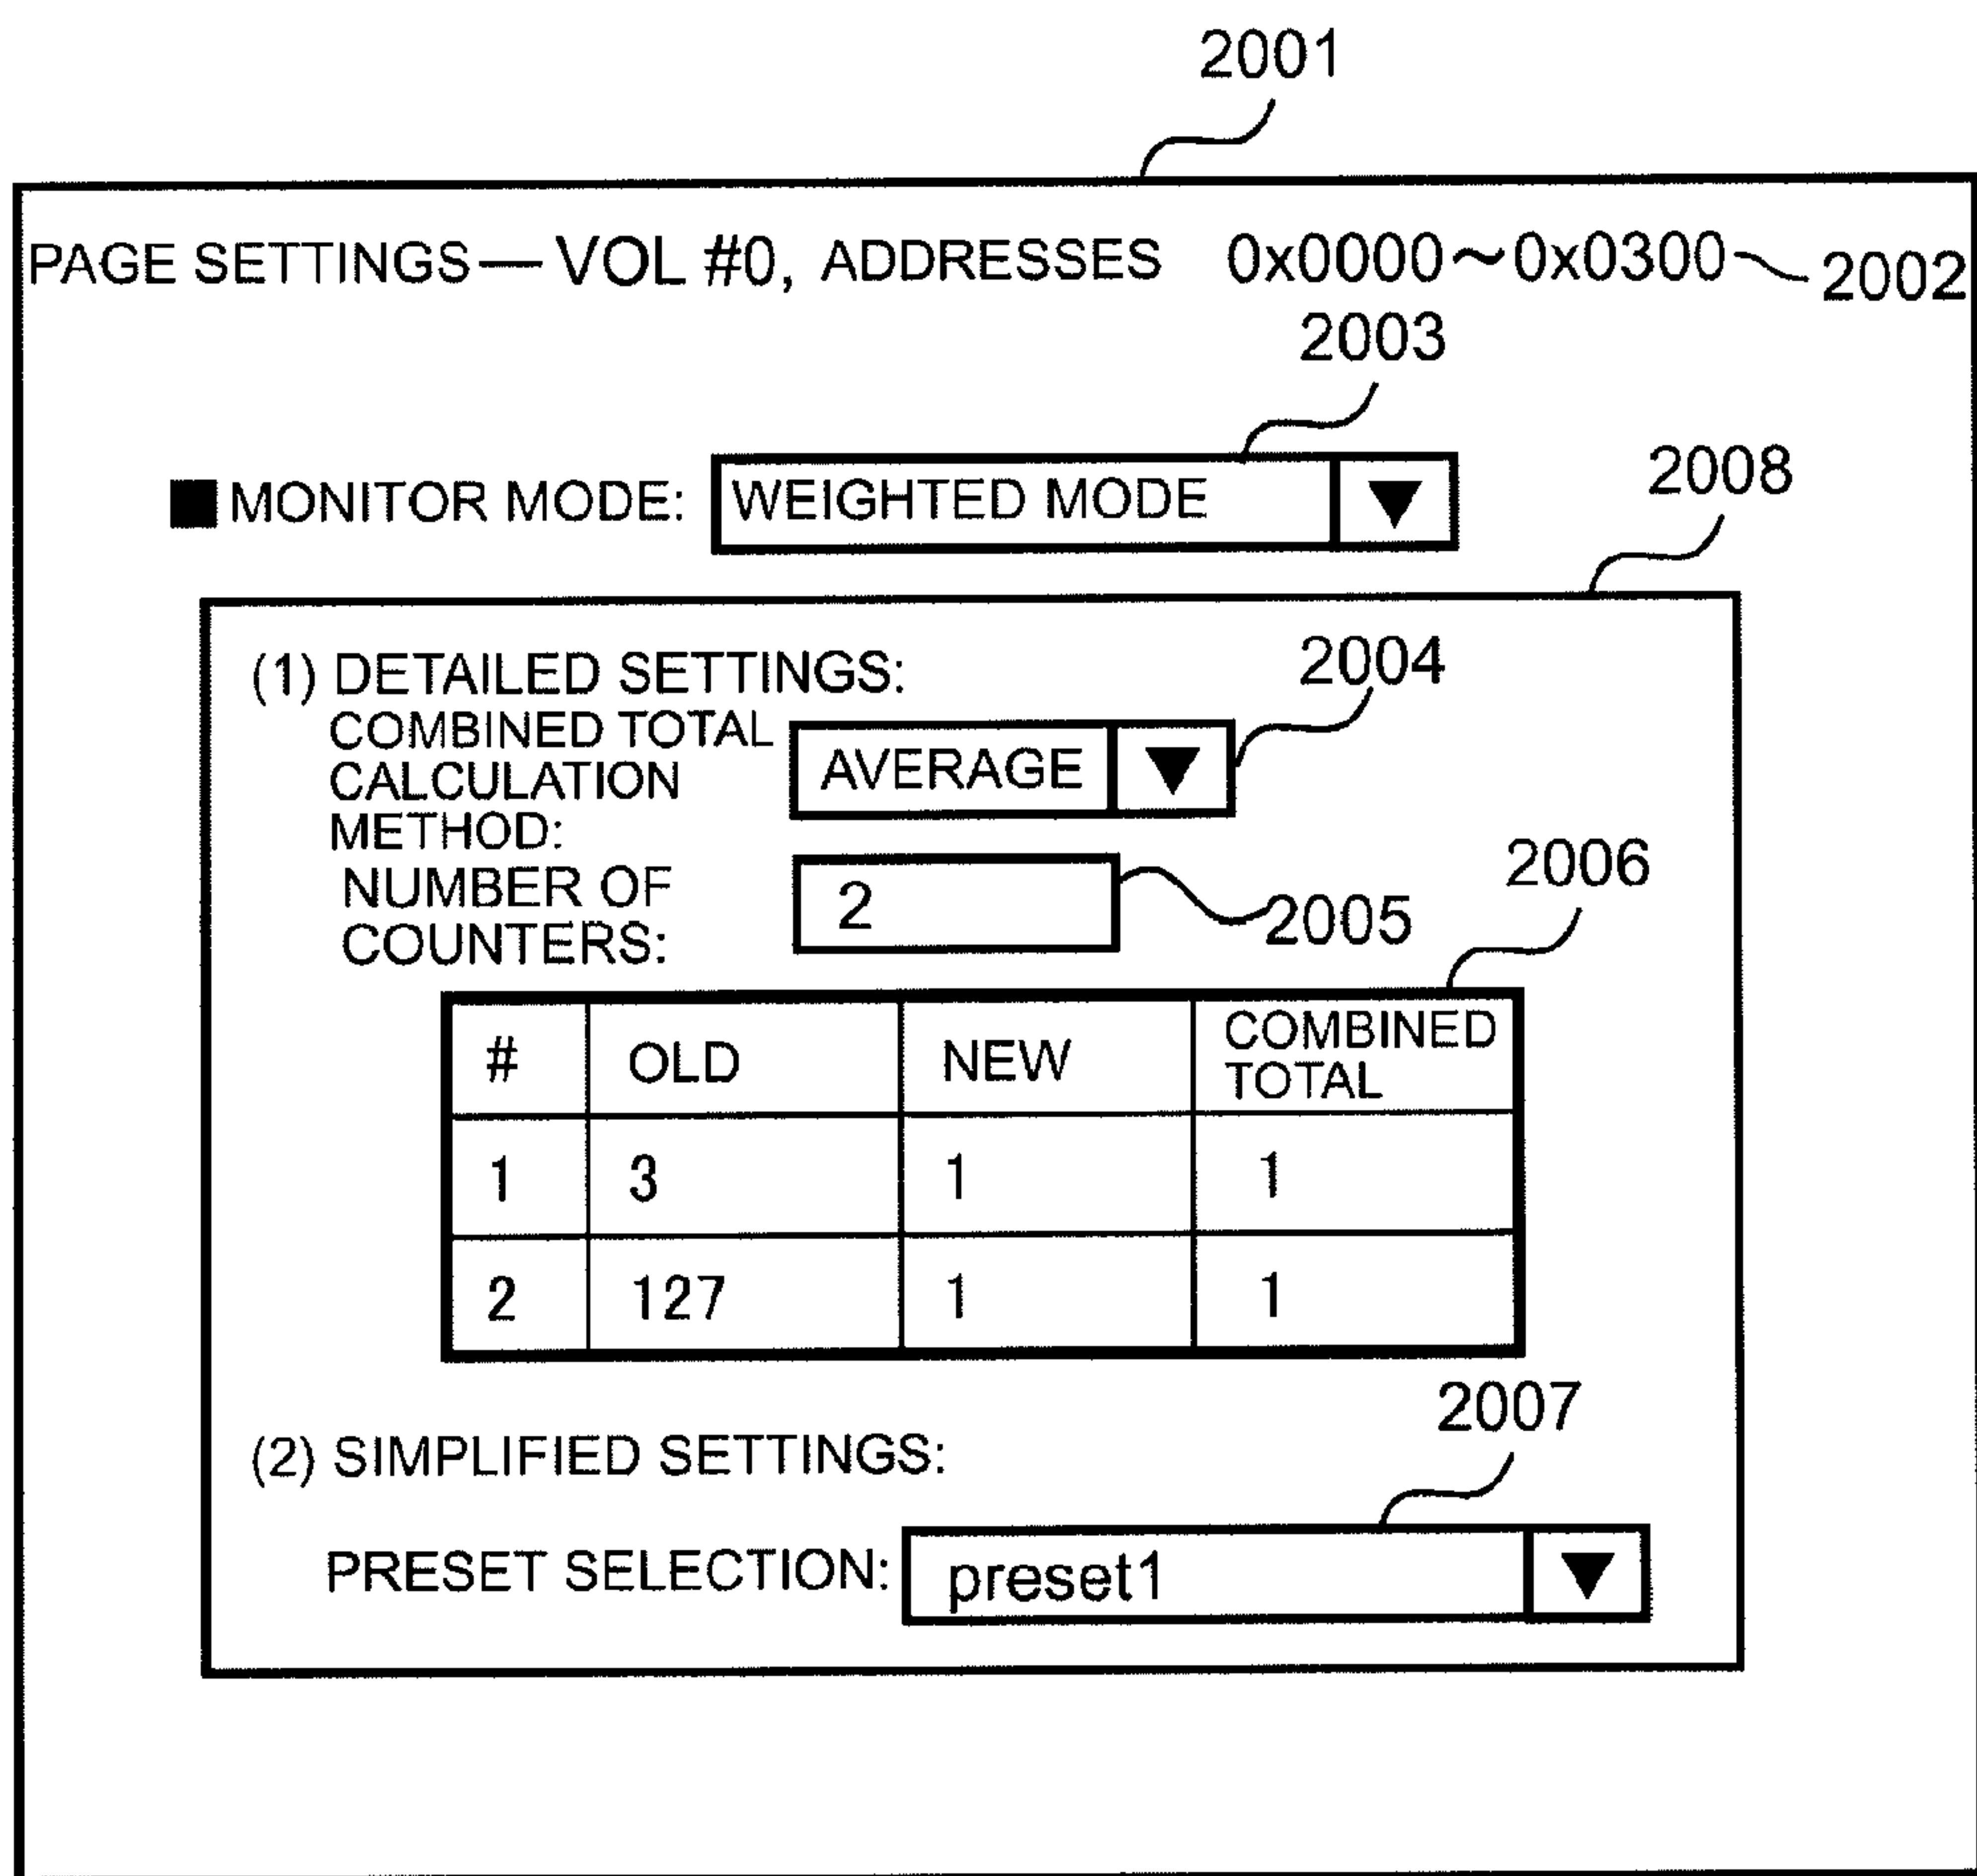 2001
PAGE SETTINGS— VOL #0, ADDRESSES 0x0000~0x0300 2002
2003
■ MONITOR MODE: WEIGHTED MODE ▼
2008
(1) DETAILED SETTINGS:
2004
COMBINED TOTAL
CALCULATION
METHOD:
AVERAGE ▼
2006
NUMBER OF
COUNTERS:
2
2005
# OLD NEW COMBINED TOTAL
1 3 1 1
2 127 1 1
2007
(2) SIMPLIFIED SETTINGS:
PRESET SELECTION: preset1 ▼